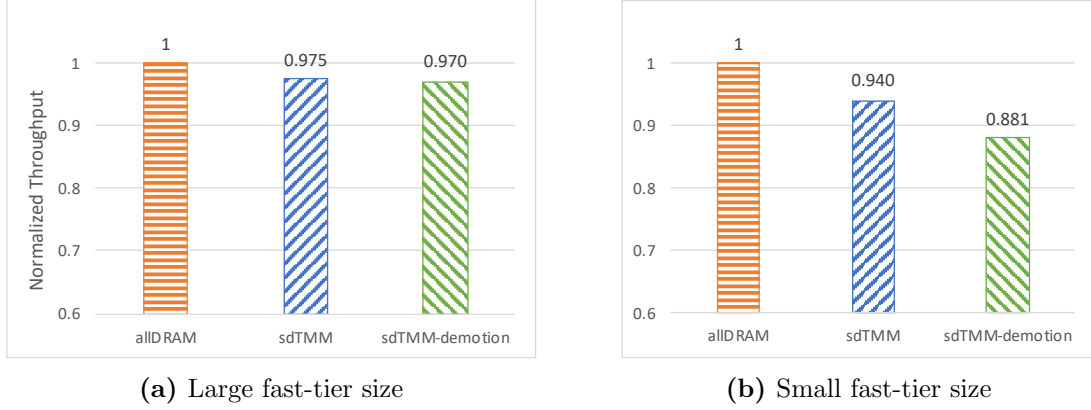 1
0.975
0.970
1
0.9
0.8
0.7
0.6
Normalized Throughput
allDRAM
sdTMM
sdTMM-demotion
(a) Large fast-tier size
1
0.940
0.881
1
0.9
0.8
0.7
0.6
allDRAM
sdTMM
sdTMM-demotion
(b) Small fast-tier size